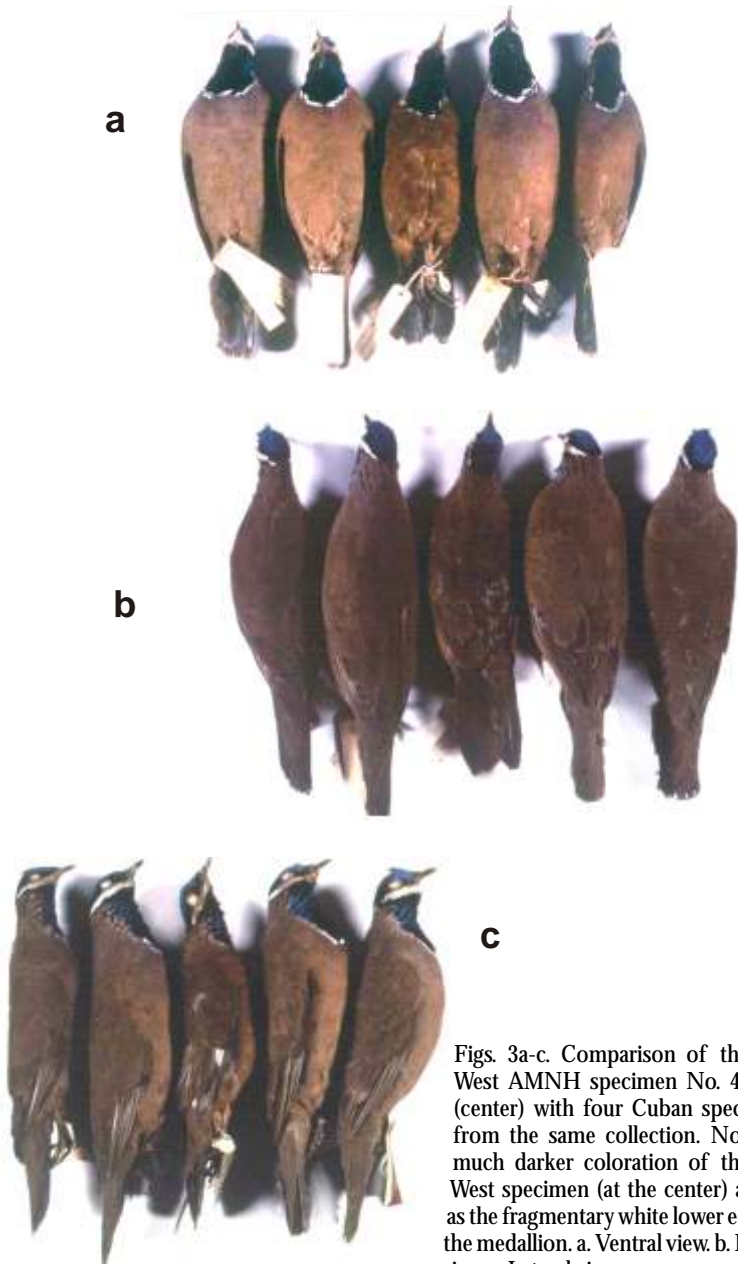 a
b
c
Figs. 3a-c. Comparison of th
West AMNH specimen No. 4
(center) with four Cuban spec
from the same collection. No
much darker coloration of th
West specimen (at the center) a
as the fragmentary white lower e
the medallion. a. Ventral view. b.